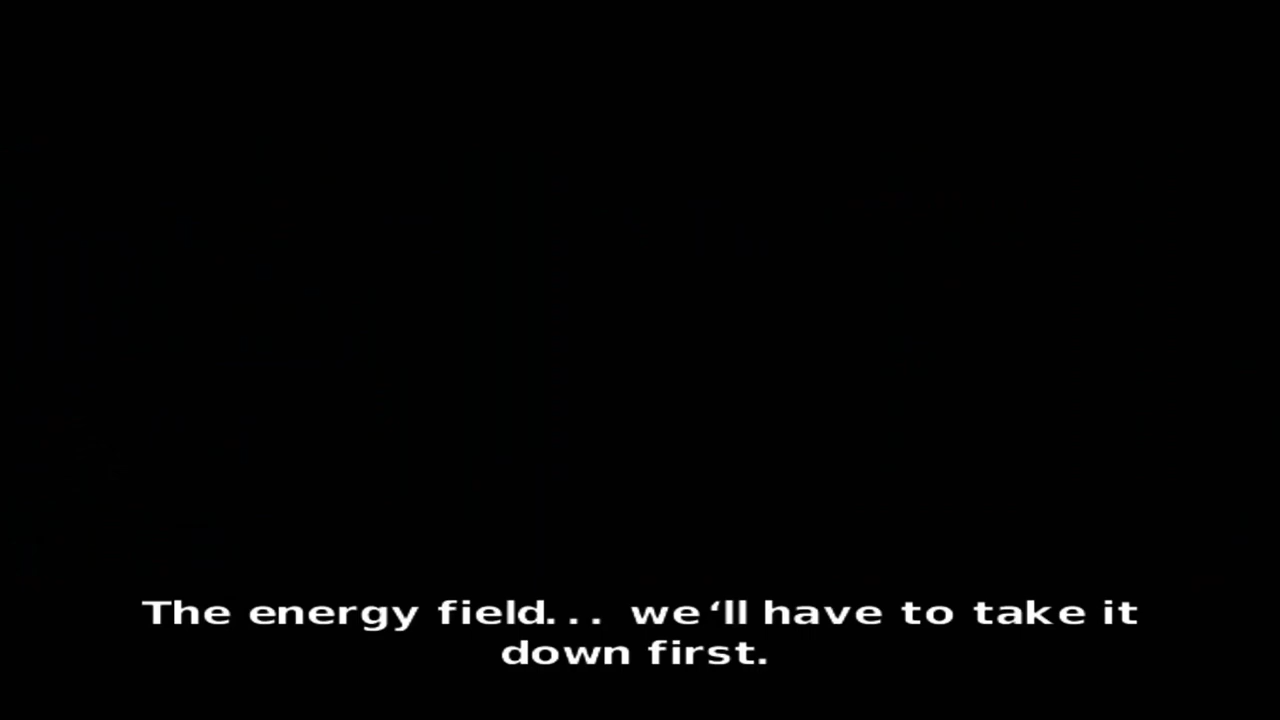 The energy field... we‘ll have to take it
down first.